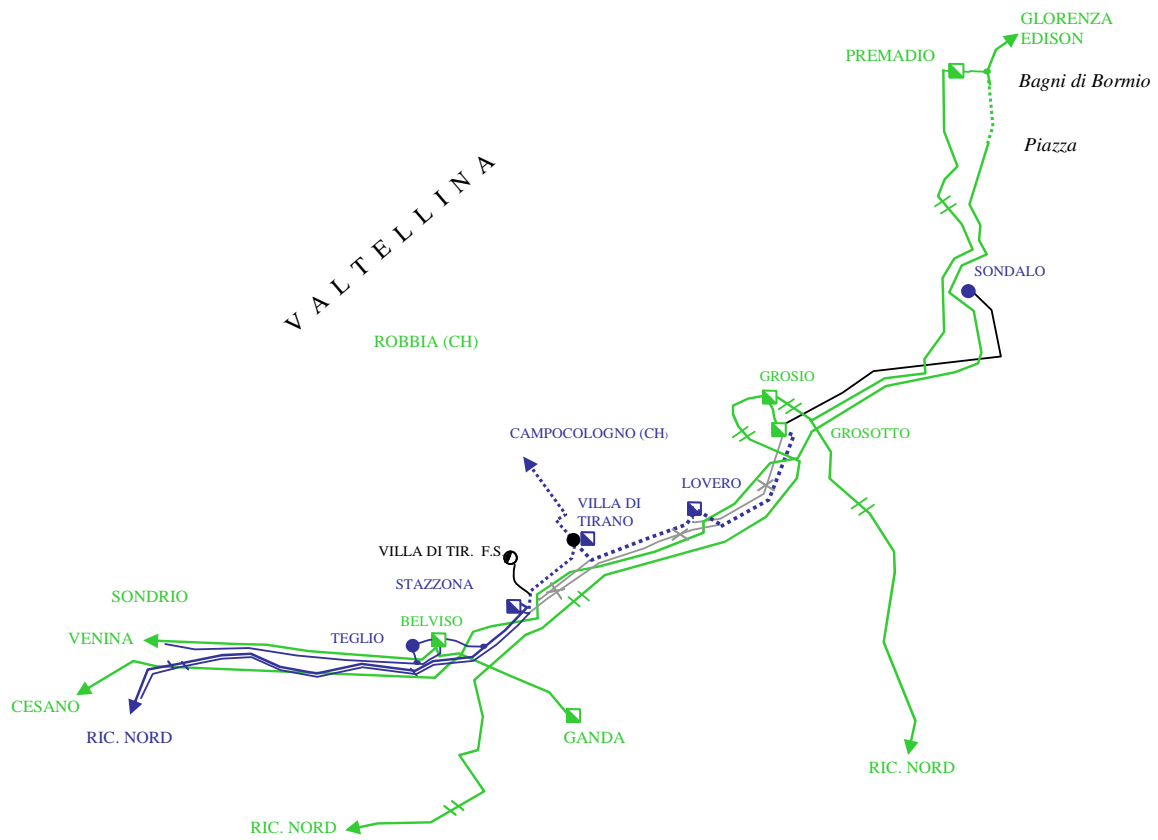 GLORENZA
EDISON
PREMADIO
Bagni di Bormio
Piazza
VALTELLINA
SONDALO
ROBBIA (CH)
GROSIO
GROSOTTO
CAMPOCOLOGNO (CH)
LOVERO
VILLA DI
TIRANO
VILLA DI TIR. F.S.
STAZZONA
SONDRIO
BELVISO
TEGLIO
VENINA
CESANO
RIC. NORD
GANDA
RIC. NORD
RIC. NORD